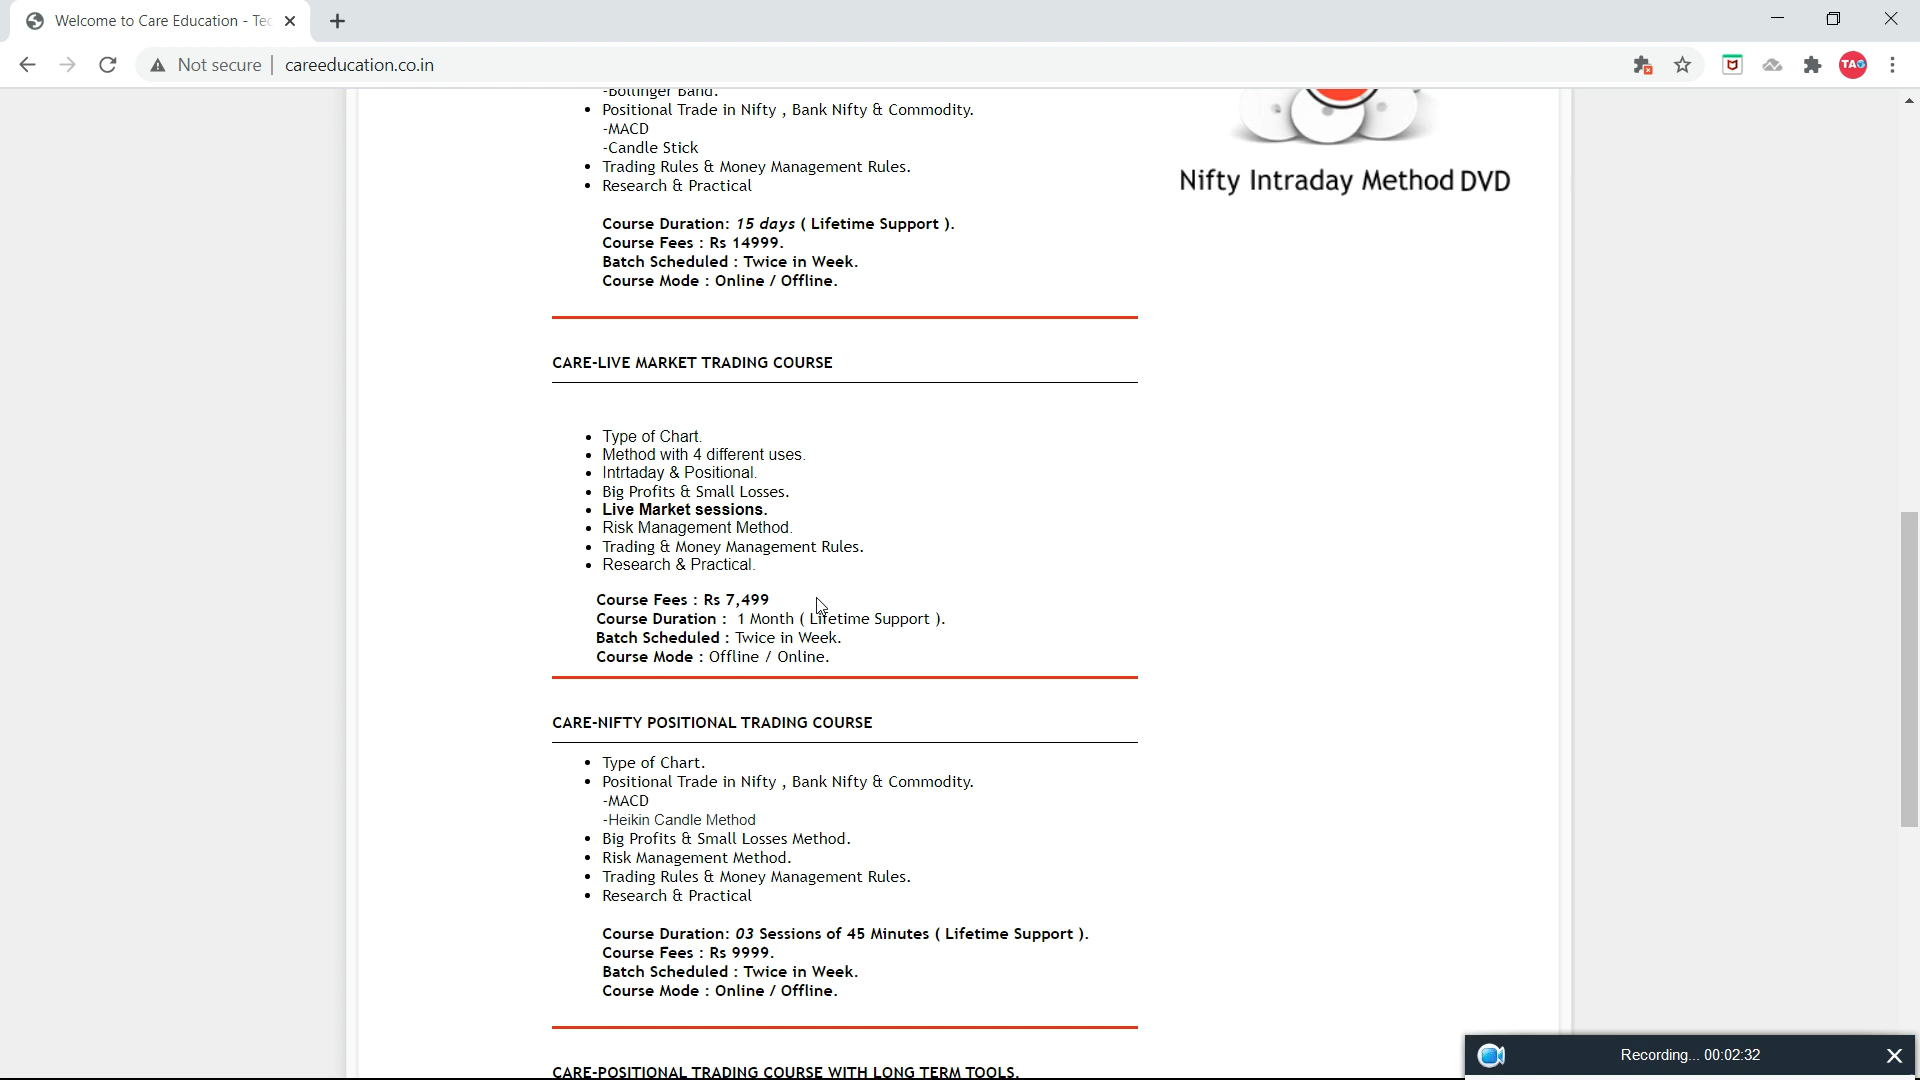 Welcome to Care Education - Tec
Not secure | careeducation.co.in
TAG
-Bollinger Band.
• Positional Trade in Nifty , Bank Nifty & Commodity.
-MACD
-Candle Stick
• Trading Rules & Money Management Rules.
• Research & Practical
Course Duration: 15 days ( Lifetime Support ).
Course Fees : Rs 14999.
Batch Scheduled : Twice in Week.
Course Mode : Online / Offline.
Nifty Intraday Method DVD
CARE-LIVE MARKET TRADING COURSE
• Type of Chart.
• Method with 4 different uses.
• Intrtaday & Positional.
• Big Profits & Small Losses.
• Live Market sessions.
• Risk Management Method.
• Trading & Money Management Rules.
• Research & Practical.
Course Fees : Rs 7,499
Course Duration : 1 Month ( Lifetime Support ).
Batch Scheduled : Twice in Week.
Course Mode : Offline / Online.
CARE-NIFTY POSITIONAL TRADING COURSE
• Type of Chart.
• Positional Trade in Nifty , Bank Nifty & Commodity.
-MACD
-Heikin Candle Method
• Big Profits & Small Losses Method.
• Risk Management Method.
• Trading Rules & Money Management Rules.
• Research & Practical
Course Duration: 03 Sessions of 45 Minutes ( Lifetime Support ).
Course Fees : Rs 9999.
Batch Scheduled : Twice in Week.
Course Mode : Online / Offline.
CARE-POSITIONAL TRADING COURSE WITH LONG TERM TOOLS.
Recording... 00:02:32